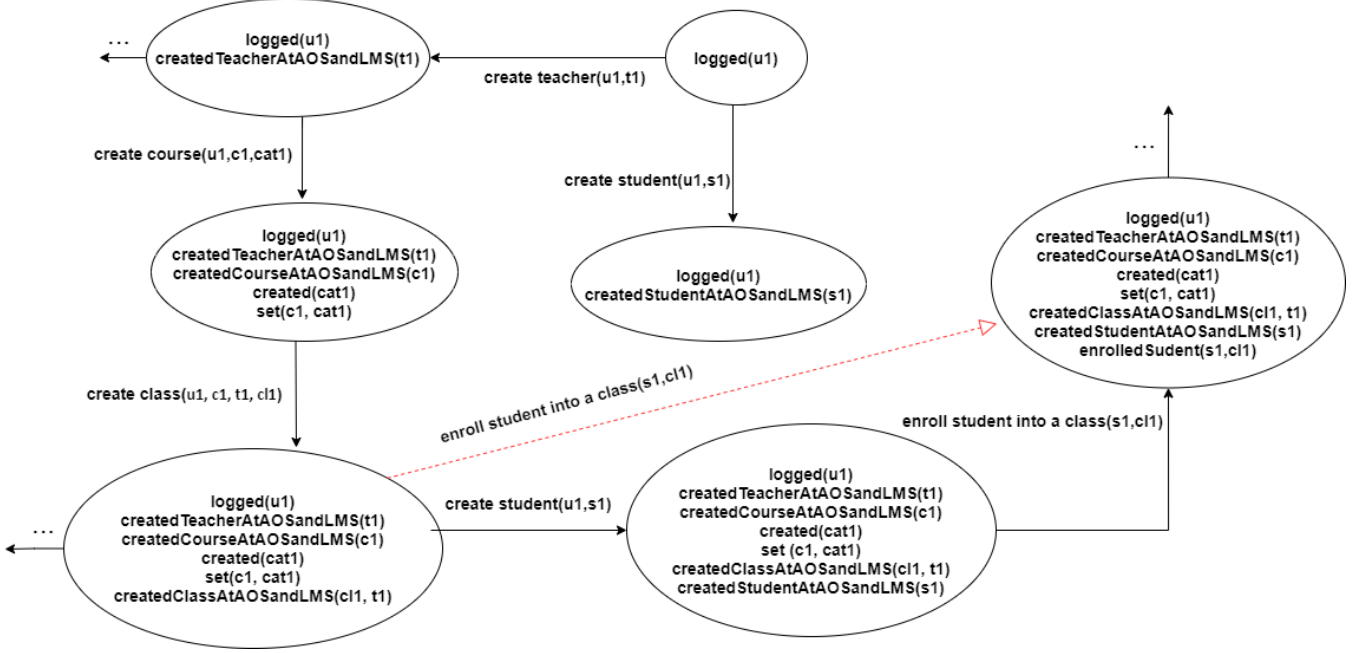 ...
logged(u1)
createdTeacherAtAOSandLMS(t1)
create teacher(u1,t1)
logged(u1)
create course(u1,c1,cat1)
create student(u1,s1)
...
logged(u1)
createdTeacherAtAOSandLMS(t1)
createdCourseAtAOSandLMS(c1)
created(cat1)
set(c1, cat1)
logged(u1)
createdStudentAtAOSandLMS(s1)
logged(u1)
createdTeacherAtAOSandLMS(t1)
createdCourseAtAOSandLMS(c1)
created(cat1)
set(c1, cat1)
createdClassAtAOSandLMS(cl1, t1)
createdStudentAtAOSandLMS(s1)
enrolledSudent(s1,cl1)
create class(u1, c1, t1, cl1)
enroll student into a class(s1,cl1)
enroll student into a class(s1,cl1)
...
logged(u1)
createdTeacherAtAOSandLMS(t1)
createdCourseAtAOSandLMS(c1)
created(cat1)
set(c1, cat1)
createdClassAtAOSandLMS(cl1, t1)
create student(u1,s1)
logged(u1)
createdTeacherAtAOSandLMS(t1)
createdCourseAtAOSandLMS(c1)
created(cat1)
set (c1, cat1)
createdClassAtAOSandLMS(cl1, t1)
createdStudentAtAOSandLMS(s1)